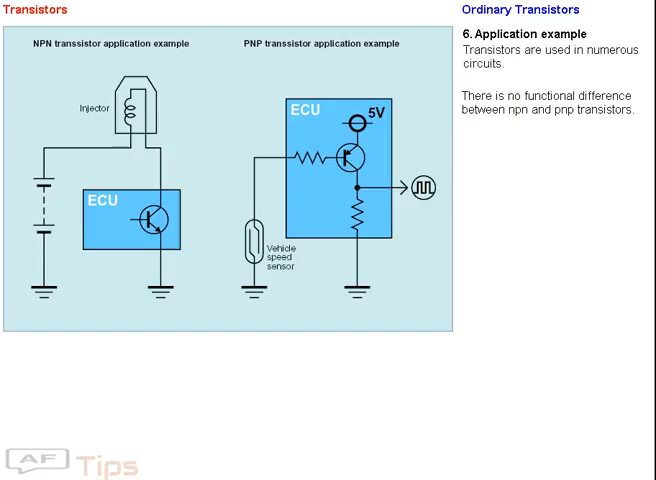 Transistors
Ordinary Transistors
NPN transsistor application example
PNP transsistor application example
Injector
ECU
ECU
5V
Vehicle
speed
sensor
6. Application example
Transistors are used in numerous
circuits.
There is no functional difference
between npn and pnp transistors.
AF
Tips